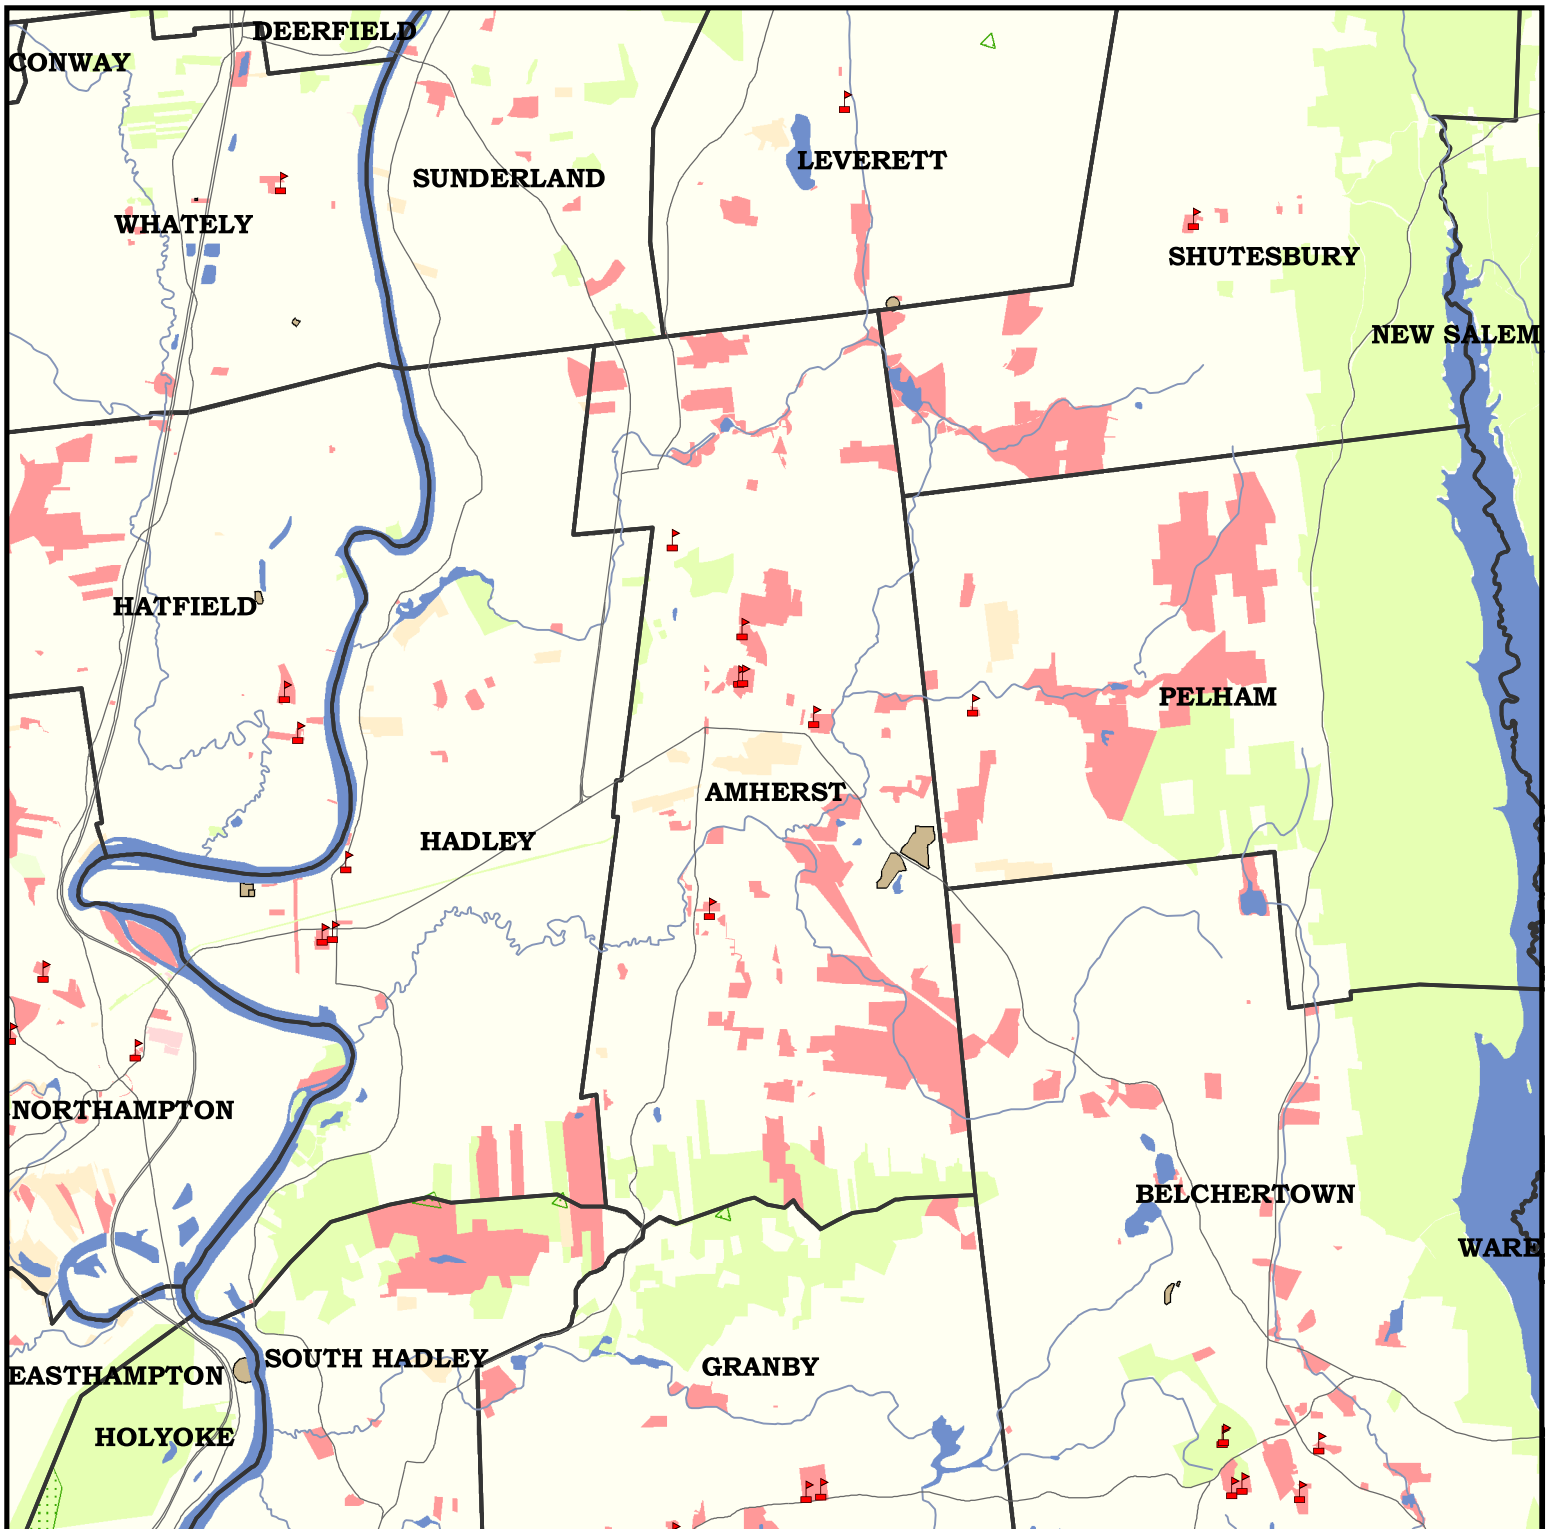 DEERFIELD
CONWAY
LEVERETT
SUNDERLAND
WHATELY
SHUTESBURY
NEW SALEM
HATFIELD
PELHAM
AMHERST
HADLEY
NORTHAMPTON
BELCHERTOWN
WARE
SOUTH HADLEY
GRANBY
EASTHAMPTON
HOLYOKE